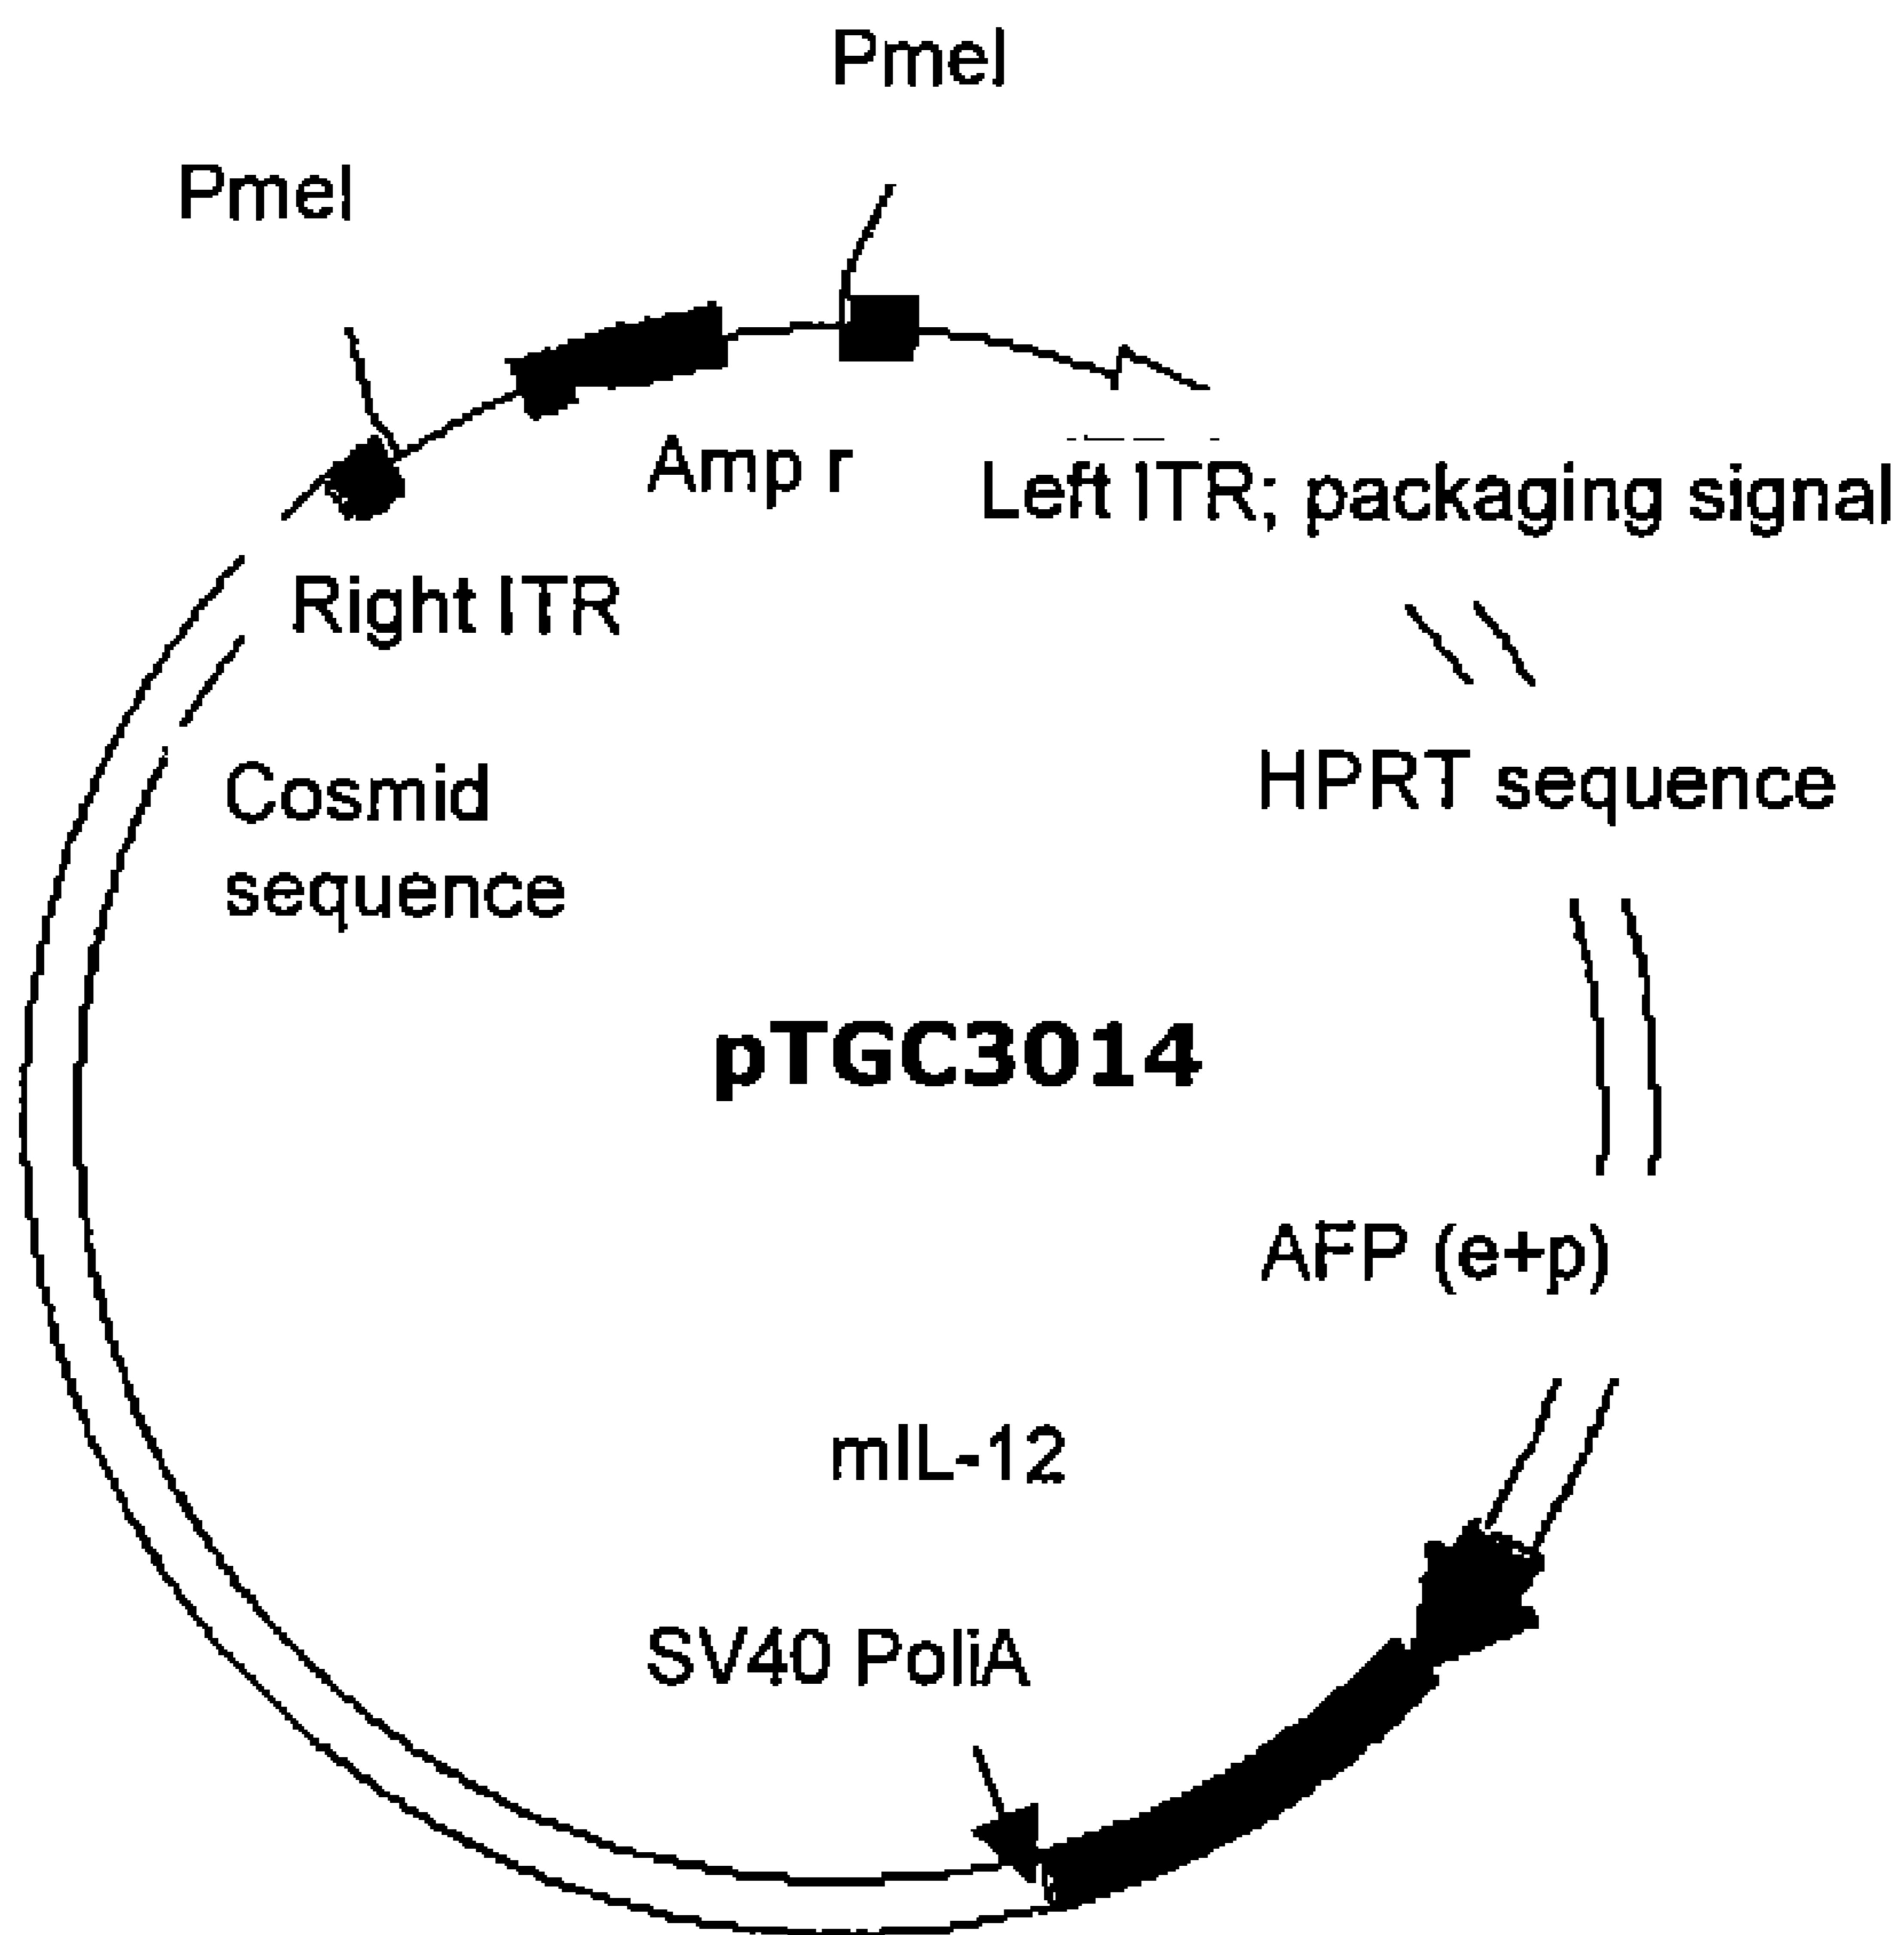 PmeI
PmeI
Amp r
Left ITR; packaging signal
Right ITR
Cosmid
sequence
HPRT sequence
pTGC3014
AFP (e+p)
mIL-12
SV40 PoliA